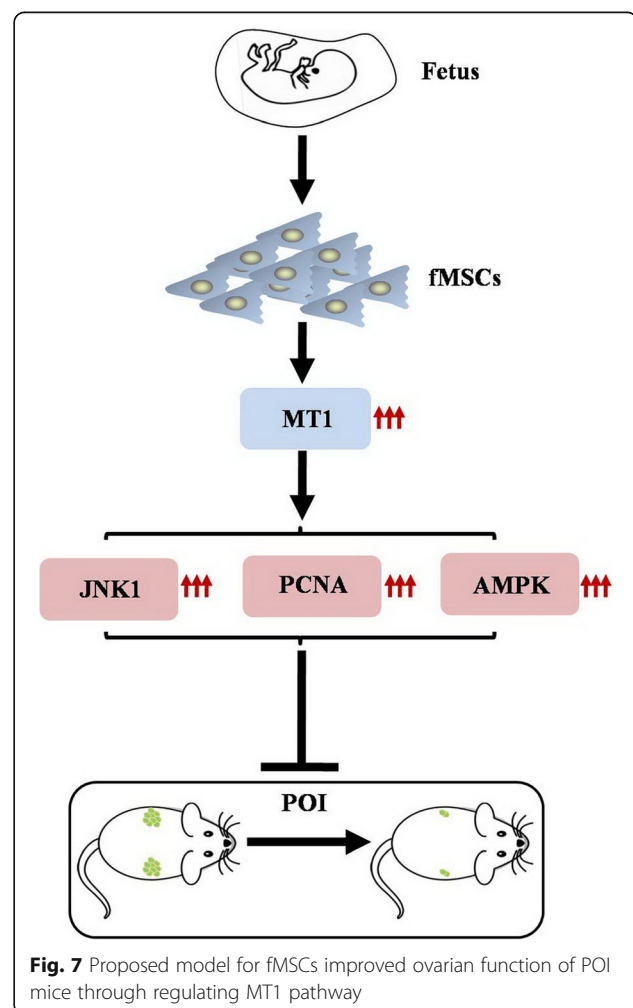 Fetus
fMSCs
MT1
JNK1 PCNA AMPK
POI
Fig. 7 Proposed model for fMSCs improved ovarian function of POI
mice through regulating MT1 pathway